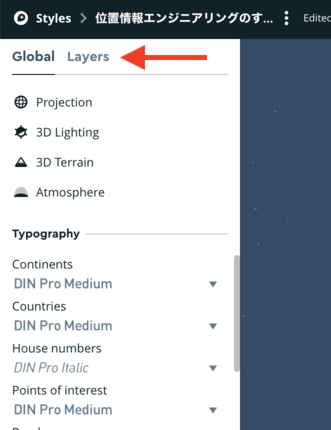 Styles > 位置情報エンジニアリングのす... Edited
Global Layers
Projection
3D Lighting
3D Terrain
Atmosphere
Typography
Continents
DIN Pro Medium
Countries
DIN Pro Medium
House numbers
DIN Pro Italic
Points of interest
DIN Pro Medium